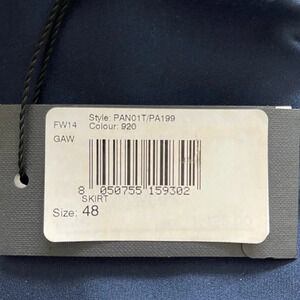 FW14 Style: PAN01T/PA199
GAW Colour: 920
8 050755 159302
SKIRT
Size: 48